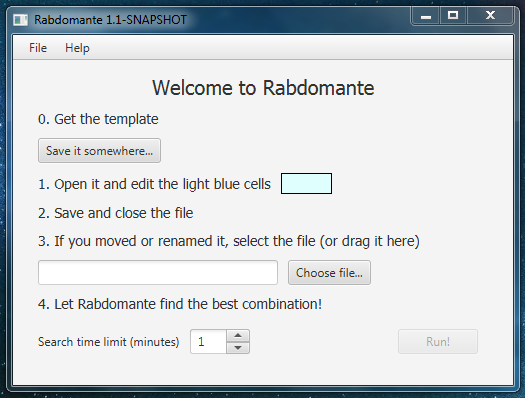 Rabdomante 1.1-SNAPSHOT
File Help
Welcome to Rabdomante
0. Get the template
Save it somewhere...
1. Open it and edit the light blue cells
2. Save and close the file
3. If you moved or renamed it, select the file (or drag it here)
Choose file...
4. Let Rabdomante find the best combination!
Search time limit (minutes) 1 Run!